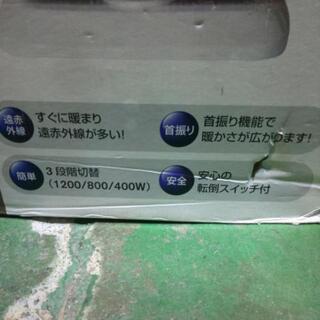 遠赤
外線
すぐに暖まり
遠赤外線が多い!
首振り
首振り機能で
暖かさが広がります!
簡単
3段階切替
(1200/800/400W)
安全
安心の
転倒スイッチ付